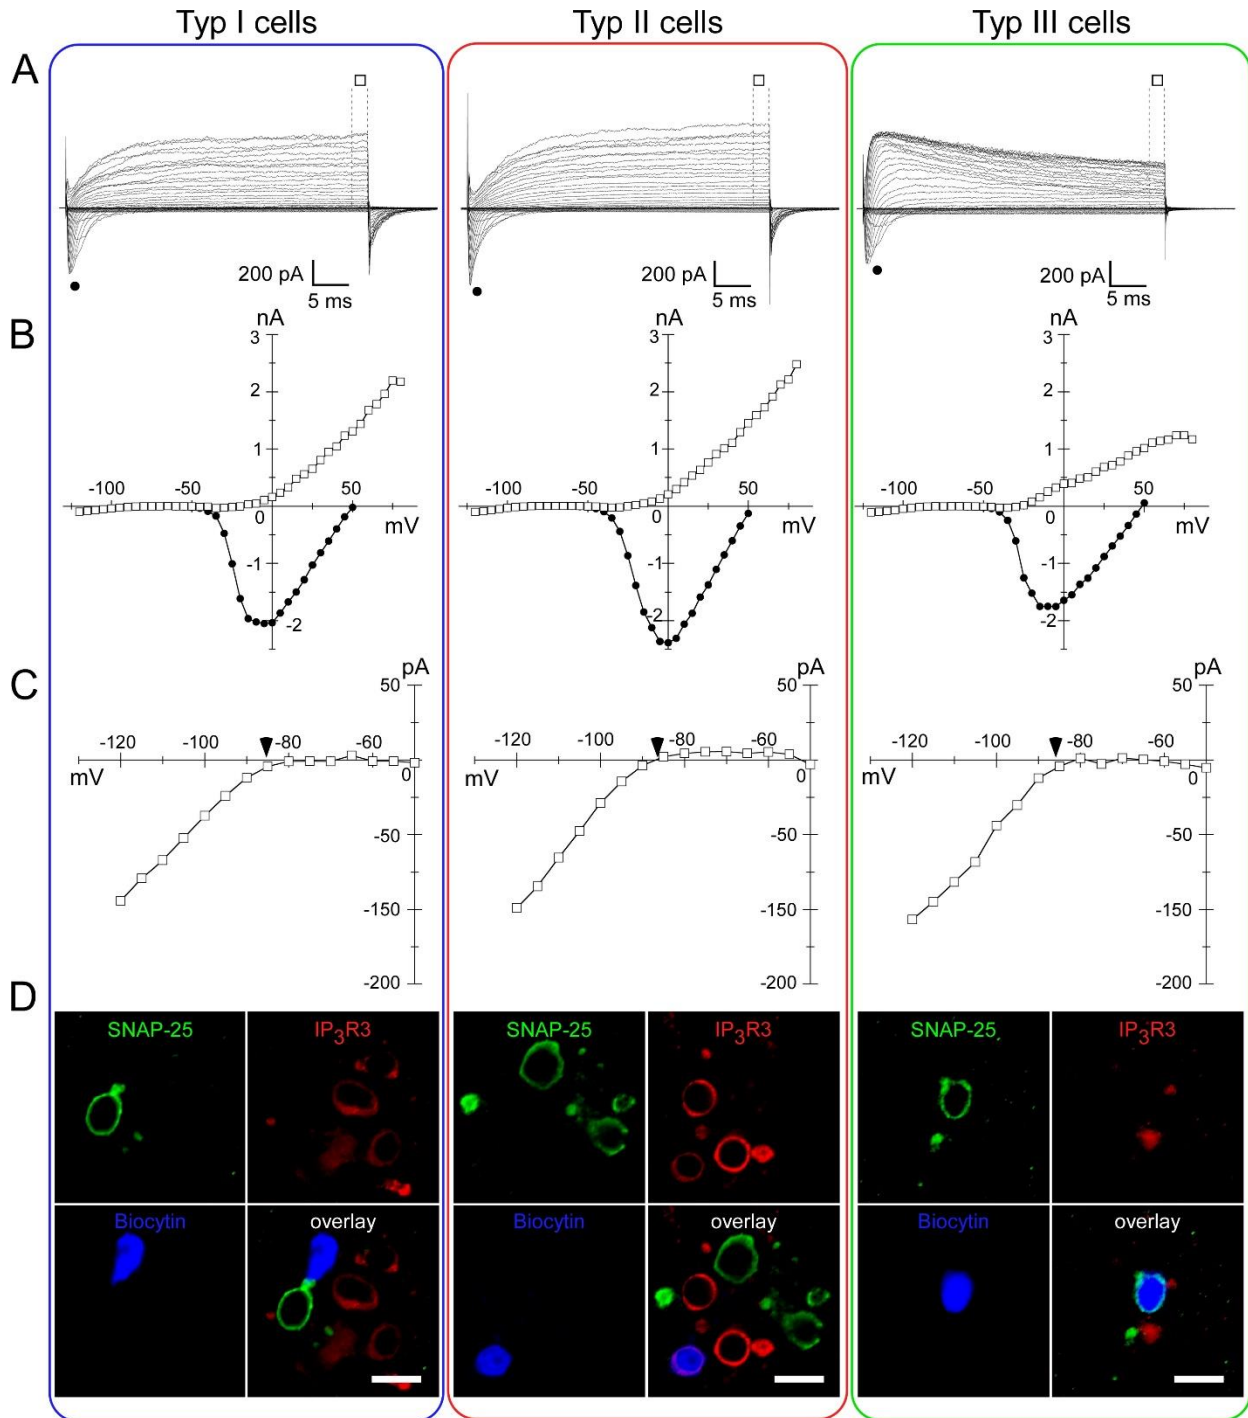 Typ I cells
Typ II cells
Typ III cells
A
200 pA
5 ms
200 pA
5 ms
200 pA
5 ms
B
nA
3
2
1
-100
-50
0
50
mV
-1
-2
nA
3
2
1
-100
-50
0
50
mV
-1
-2
nA
3
2
1
-100
-50
0
50
mV
-1
-2
C
pA
50
-120
-100
-80
-60
mV
0
-50
-150
-200
pA
50
-120
-100
-80
-60
mV
0
-50
-150
-200
pA
50
-120
-100
-80
-60
mV
0
-50
-150
-200
D
SNAP-25
IP3R3
Biocytin
overlay
SNAP-25
IP3R3
Biocytin
overlay
SNAP-25
IP3R3
Biocytin
overlay